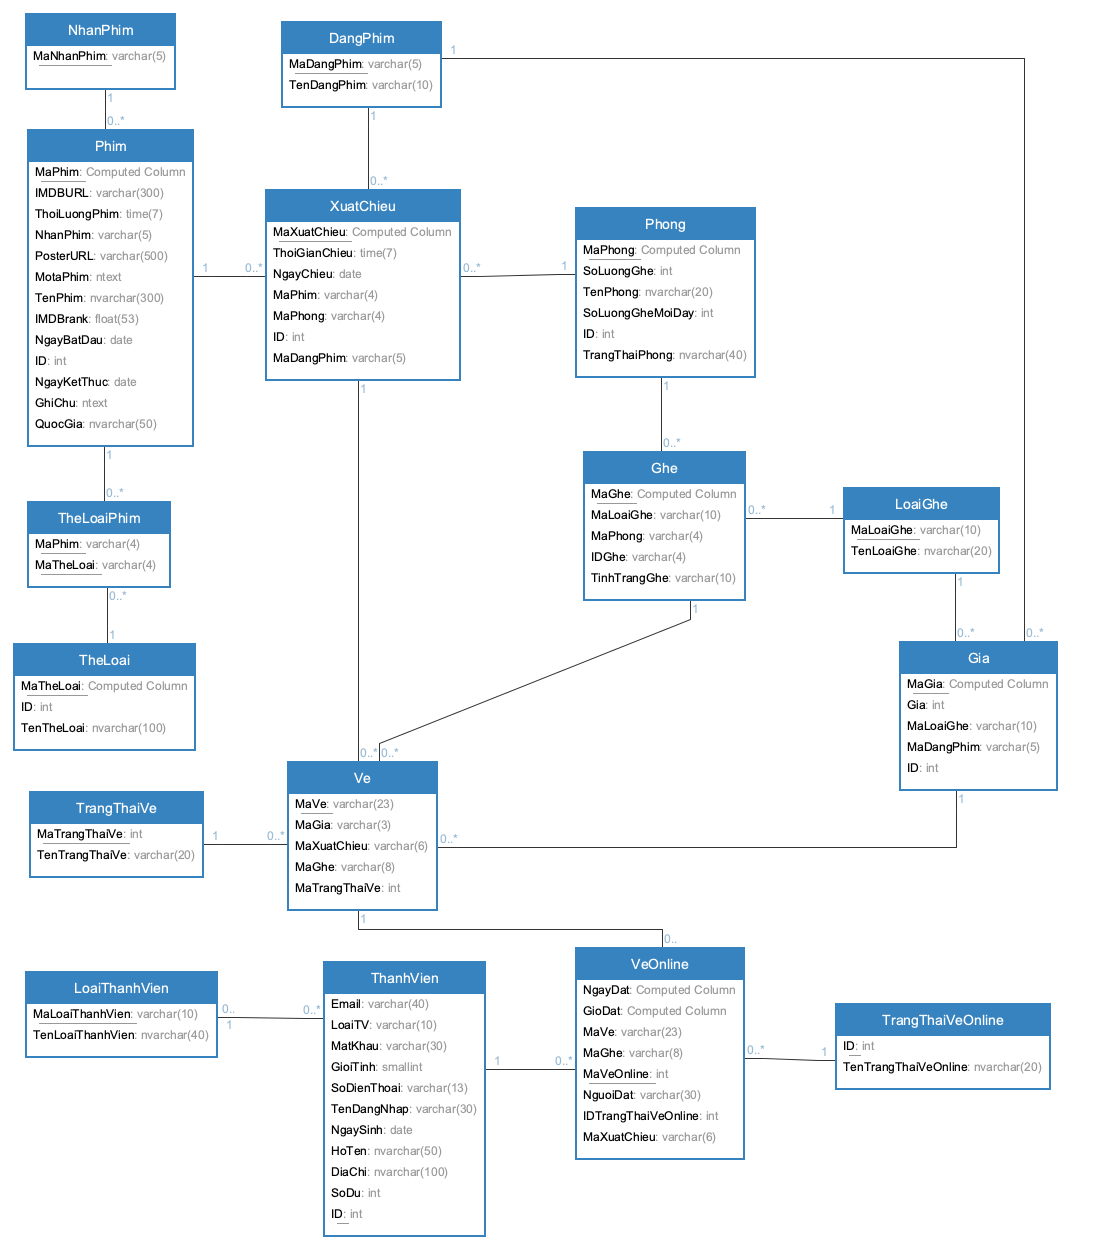 NhanPhim
MaNhanPhim: varchar(5)
1
0..*
DangPhim
MaDangPhim: varchar(5)
TenDangPhim: varchar(10)
1
1
0..*
Phim
MaPhim: Computed Column
IMDBURL: varchar(300)
ThoiLuongPhim: time(7)
NhanPhim: varchar(5)
PosterURL: varchar(500)
MotaPhim: ntext
TenPhim: nvarchar(300)
IMDBrank: float(53)
NgayBatDau: date
ID: int
NgayKetThuc: date
GhiChu: ntext
QuocGia: nvarchar(50)
1
0..*
1
0..*
XuatChieu
MaXuatChieu: Computed Column
ThoiGianChieu: time(7)
NgayChieu: date
MaPhim: varchar(4)
MaPhong: varchar(4)
ID: int
MaDangPhim: varchar(5)
0..*
1
1
Phong
MaPhong: Computed Column
SoLuongGhe: int
TenPhong: nvarchar(20)
SoLuongGheMoiDay: int
ID: int
TrangThaiPhong: nvarchar(40)
1
0..*
TheLoaiPhim
MaPhim: varchar(4)
MaTheLoai: varchar(4)
0..*
1
Ghe
MaGhe: Computed Column
MaLoaiGhe: varchar(10)
MaPhong: varchar(4)
IDGhe: varchar(4)
TinhTrangGhe: varchar(10)
0..*
1
1
LoaiGhe
MaLoaiGhe: varchar(10)
TenLoaiGhe: nvarchar(20)
1
0..*
0..*
TheLoai
MaTheLoai: Computed Column
ID: int
TenTheLoai: nvarchar(100)
Gia
MaGia: Computed Column
Gia: int
MaLoaiGhe: varchar(10)
MaDangPhim: varchar(5)
ID: int
1
0..*
0..*
TrangThaiVe
MaTrangThaiVe: int
TenTrangThaiVe: varchar(20)
1
0..*
Ve
MaVe: varchar(23)
MaGia: varchar(3)
MaXuatChieu: varchar(6)
MaGhe: varchar(8)
MaTrangThaiVe: int
0..*
1
0..
LoaiThanhVien
MaLoaiThanhVien: varchar(10)
TenLoaiThanhVien: nvarchar(40)
0..
1
0..*
ThanhVien
Email: varchar(40)
LoaiTV: varchar(10)
MatKhau: varchar(30)
GioiTinh: smallint
SoDienThoai: varchar(13)
TenDangNhap: varchar(30)
NgaySinh: date
HoTen: nvarchar(50)
DiaChi: nvarchar(100)
SoDu: int
ID: int
1
0..*
VeOnline
NgayDat: Computed Column
GioDat: Computed Column
MaVe: varchar(23)
MaGhe: varchar(8)
MaVeOnline: int
NguoiDat: varchar(30)
IDTrangThaiVeOnline: int
MaXuatChieu: varchar(6)
0..*
1
TrangThaiVeOnline
ID: int
TenTrangThaiVeOnline: nvarchar(20)